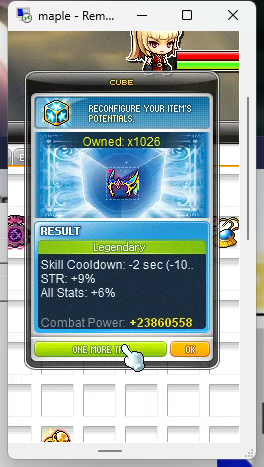 maple - Rem...
CUBE
RECONFIGURE YOUR ITEM'S
POTENTIALS.
Owned: x1026
RESULT
Legendary
Skill Cooldown: -2 sec (-10..
STR: +9%
All Stats: +6%
Combat Power: +23860558
ONE MORE
OK